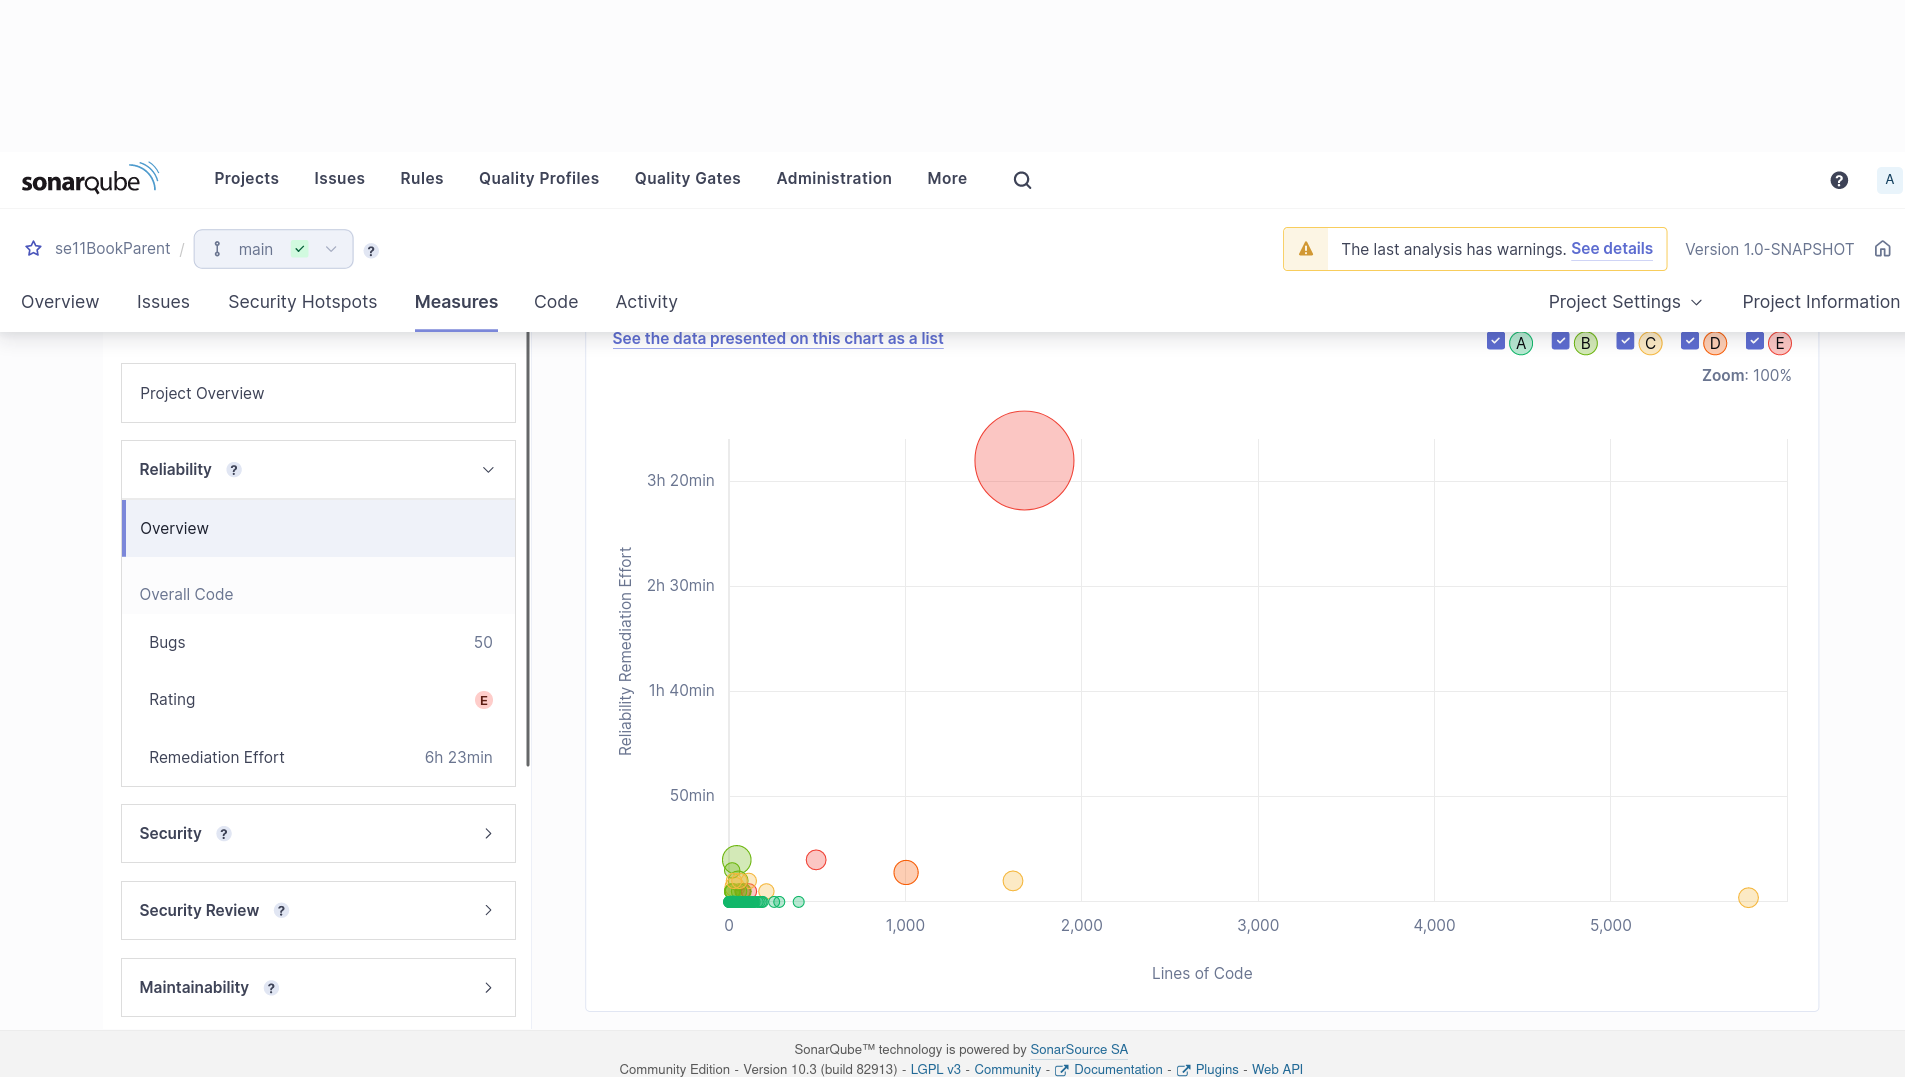 sonarqube Projects Issues Rules Quality Profiles Quality Gates Administration More ? A
se11BookParent / main ? The last analysis has warnings. See details Version 1.0-SNAPSHOT
Overview Issues Security Hotspots Measures Code Activity Project Settings Project Information
Project Overview
Reliability ?
Overview
Overall Code
Bugs 50
Rating E
Remediation Effort 6h 23min
Security ?
Security Review ?
Maintainability ?
See the data presented on this chart as a list A B C D E
Zoom: 100%
Reliability Remediation Effort
3h 20min
2h 30min
1h 40min
50min
0 1,000 2,000 3,000 4,000 5,000
Lines of Code
SonarQube™ technology is powered by SonarSource SA
Community Edition - Version 10.3 (build 82913) - LGPL v3 - Community - Documentation - Plugins - Web API